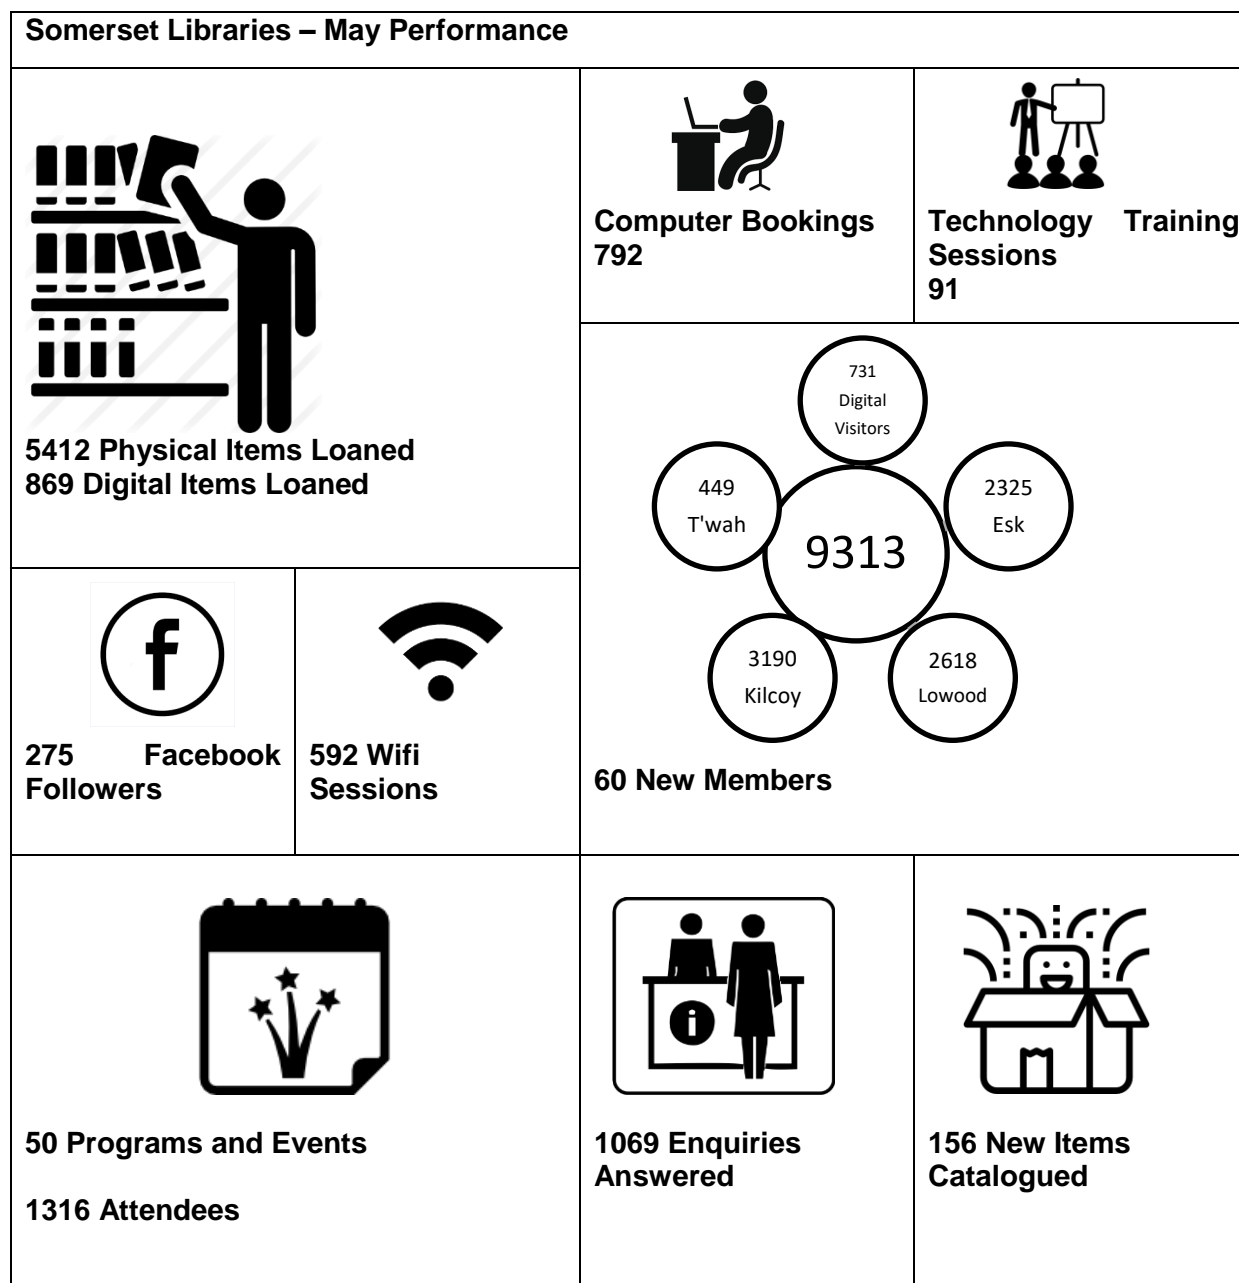 Somerset Libraries – May Performance
5412 Physical Items Loaned
869 Digital Items Loaned
Computer Bookings
792
Technology Training
Sessions
91
731
Digital
Visitors
449
T'wah
2325
Esk
9313
3190
Kilcoy
2618
Lowood
60 New Members
f
275 Facebook
Followers
592 Wifi
Sessions
50 Programs and Events
1316 Attendees
i
1069 Enquiries
Answered
156 New Items
Catalogued